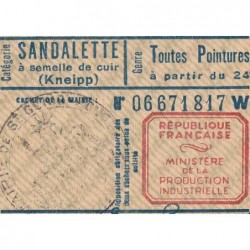 Catégorie
SANDALETTE
à semelle de cuir
(Kneipp)
Genre
Toutes Pointures
à partir du 24
CACHET DE LA MAIRIE
N° 06671817 W
RÉPUBLIQUE
FRANÇAISE
MINISTÈRE
DE LA
PRODUCTION
INDUSTRIELLE